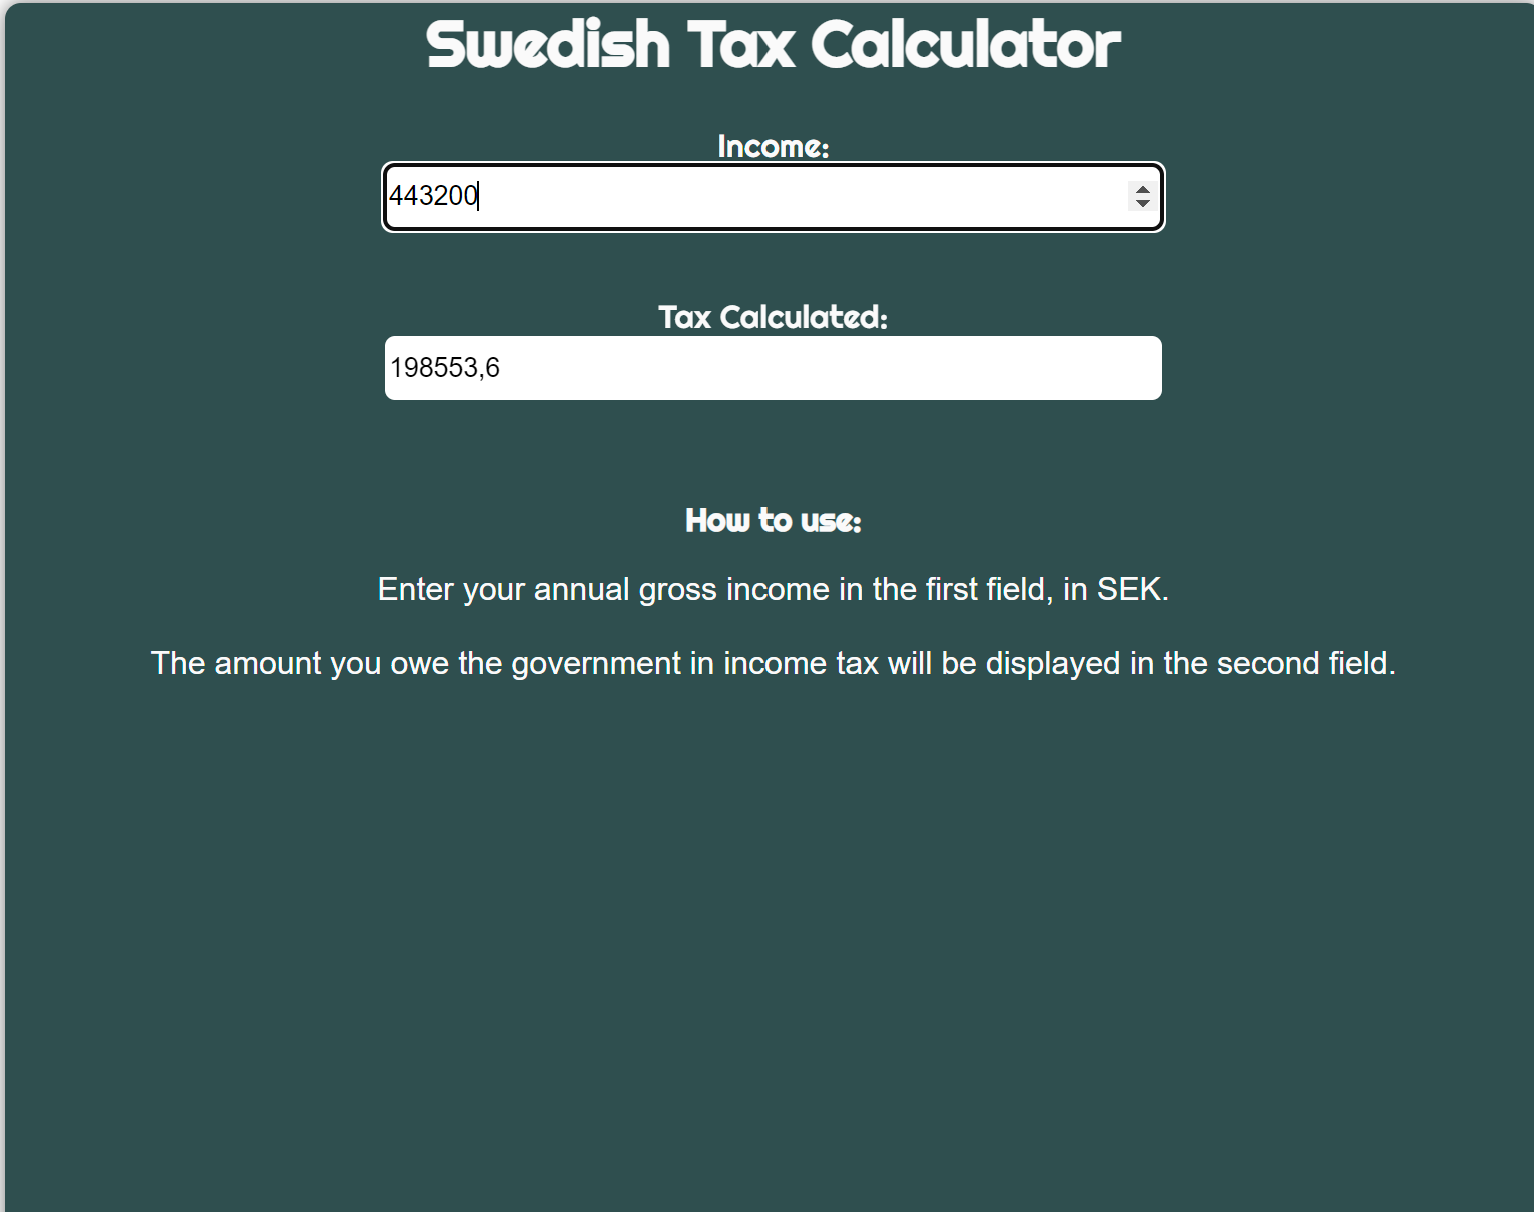 Swedish Tax Calculator
Income:
443200
Tax Calculated:
198553,6
How to use:
Enter your annual gross income in the first field, in SEK.
The amount you owe the government in income tax will be displayed in the second field.